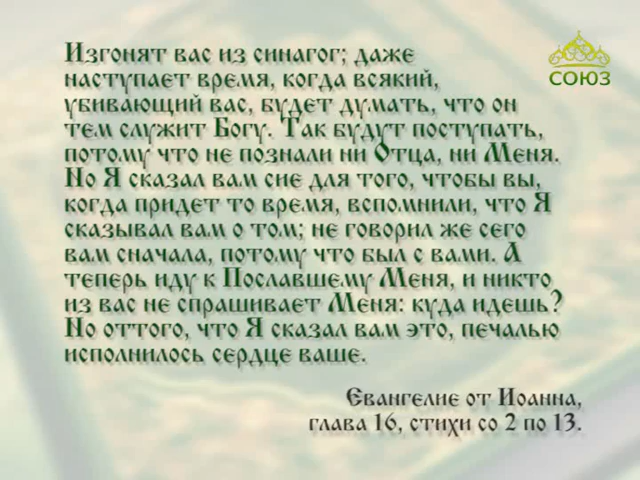 СОЮЗ
Изгонят вас из синагог; даже
наступает время, когда всякий,
убивающий вас, будет думать, что он
тем служит Богу. Так будут поступать,
потому что не познали ни Отца, ни Меня.
Но Я сказал вам сие для того, чтобы вы,
когда придет то время, вспомнили, что Я
сказывал вам о том; не говорил же сего
вам сначала, потому что был с вами. А
теперь иду к Пославшему Меня, и никто
из вас не спрашивает Меня: куда идешь?
Но оттого, что Я сказал вам это, печалью
исполнилось сердце ваше.
Евангелие от Иоанна,
глава 16, стихи со 2 по 13.